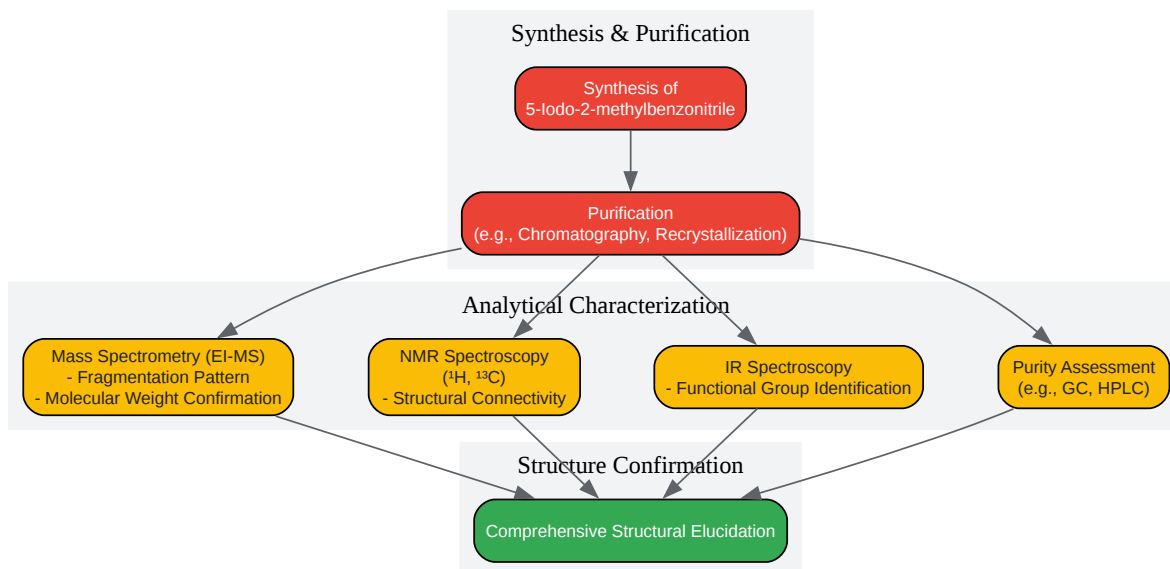 Synthesis & Purification
Synthesis of
5-Iodo-2-methylbenzonitrile
Purification
(e.g., Chromatography, Recrystallization)
Analytical Characterization
Mass Spectrometry (EI-MS)
- Fragmentation Pattern
- Molecular Weight Confirmation
NMR Spectroscopy
(¹H, ¹³C)
- Structural Connectivity
IR Spectroscopy
- Functional Group Identification
Purity Assessment
(e.g., GC, HPLC)
Structure Confirmation
Comprehensive Structural Elucidation